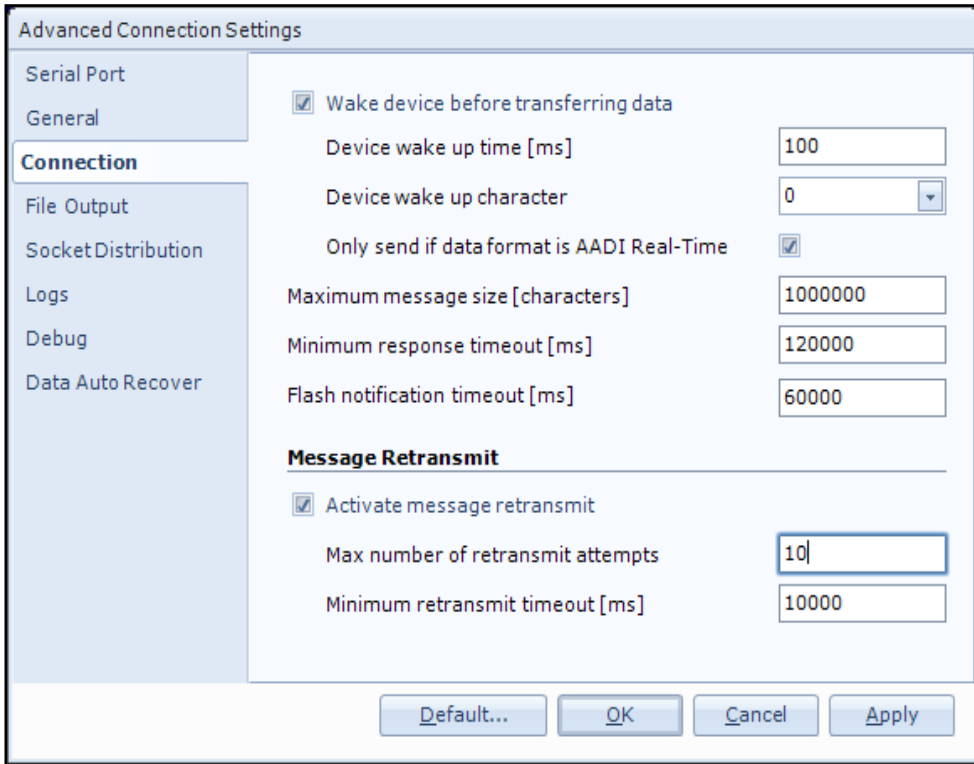 Advanced Connection Settings
Serial Port
General
Connection
File Output
Socket Distribution
Logs
Debug
Data Auto Recover
Wake device before transferring data
Device wake up time [ms] 100
Device wake up character 0
Only send if data format is AADI Real-Time
Maximum message size [characters] 1000000
Minimum response timeout [ms] 120000
Flash notification timeout [ms] 60000
Message Retransmit
Activate message retransmit
Max number of retransmit attempts 10
Minimum retransmit timeout [ms] 10000
Default... OK Cancel Apply